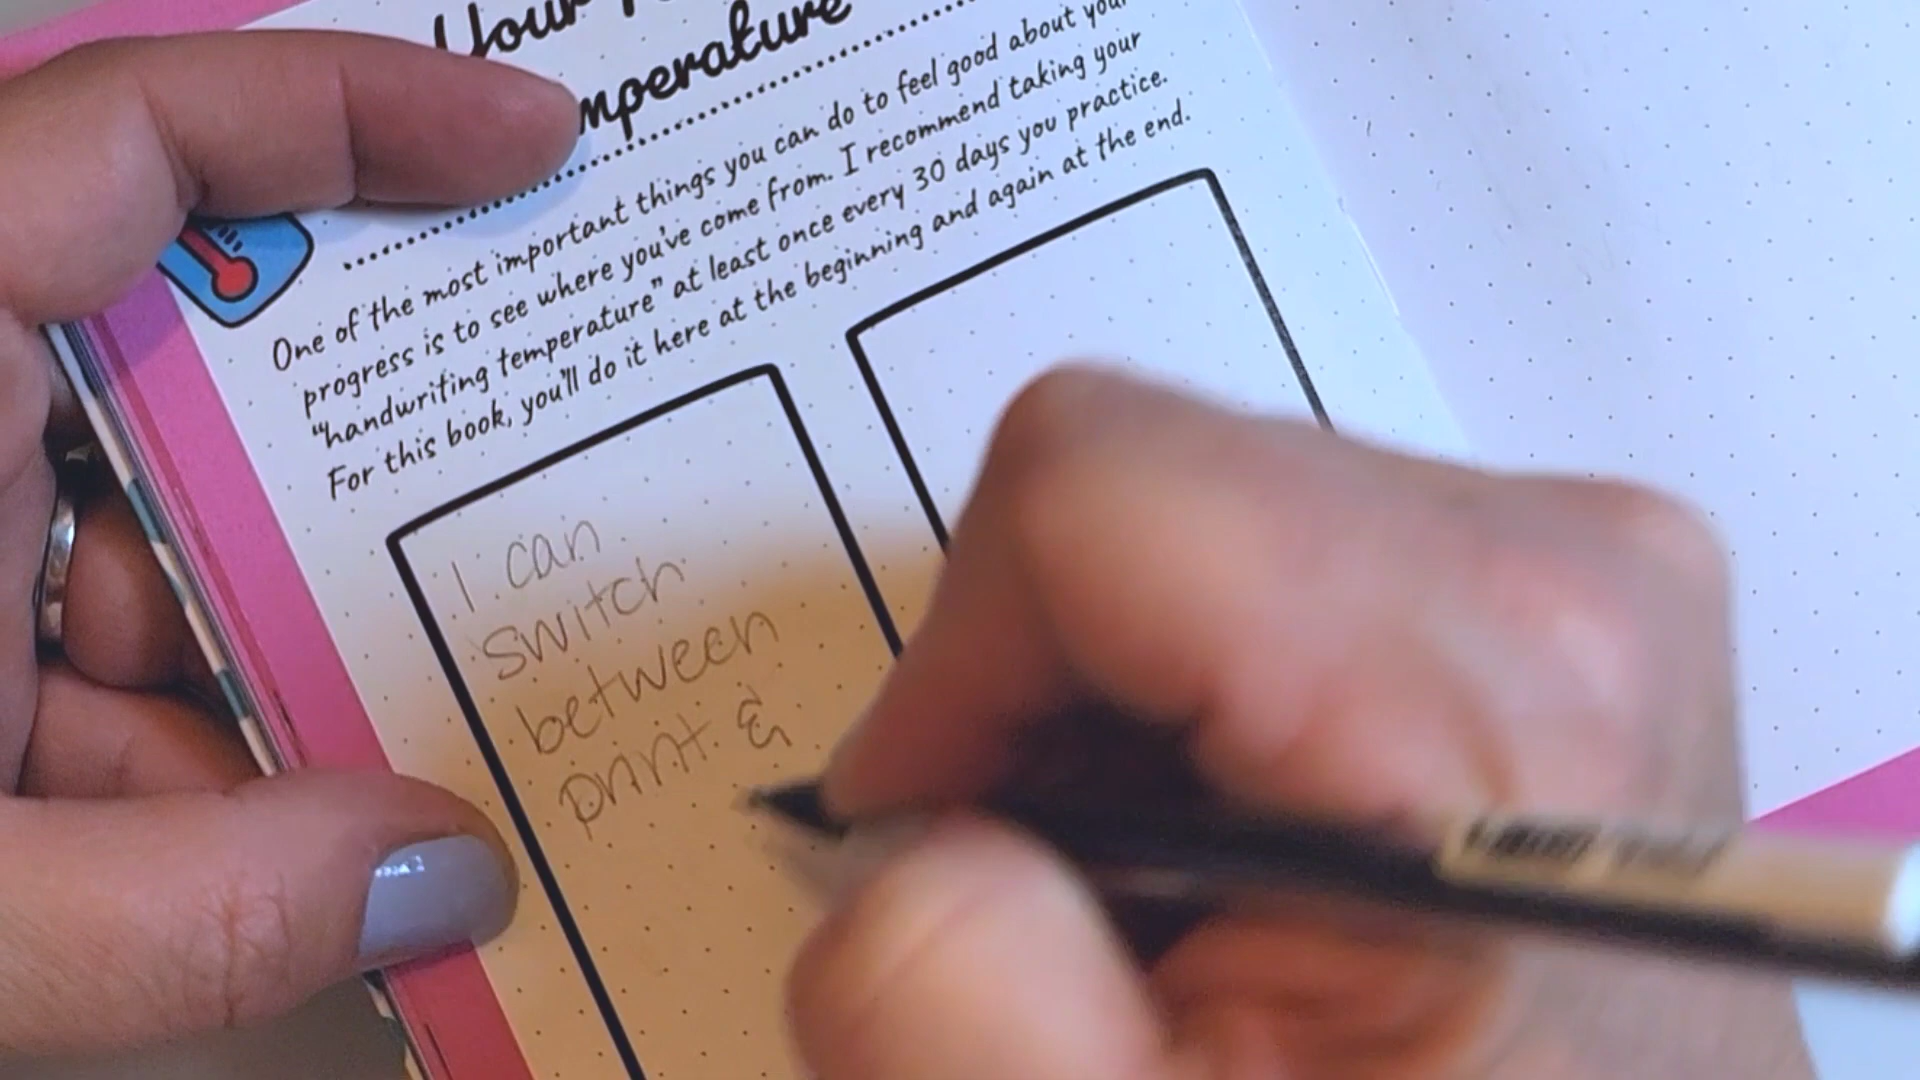 Your
mperature
One of the most important things you can do to feel good about your
progress is to see where you've come from. I recommend taking your
"handwriting temperature" at least once every 30 days you practice.
For this book, you'll do it here at the beginning and again at the end.
I can
switch
between
print &